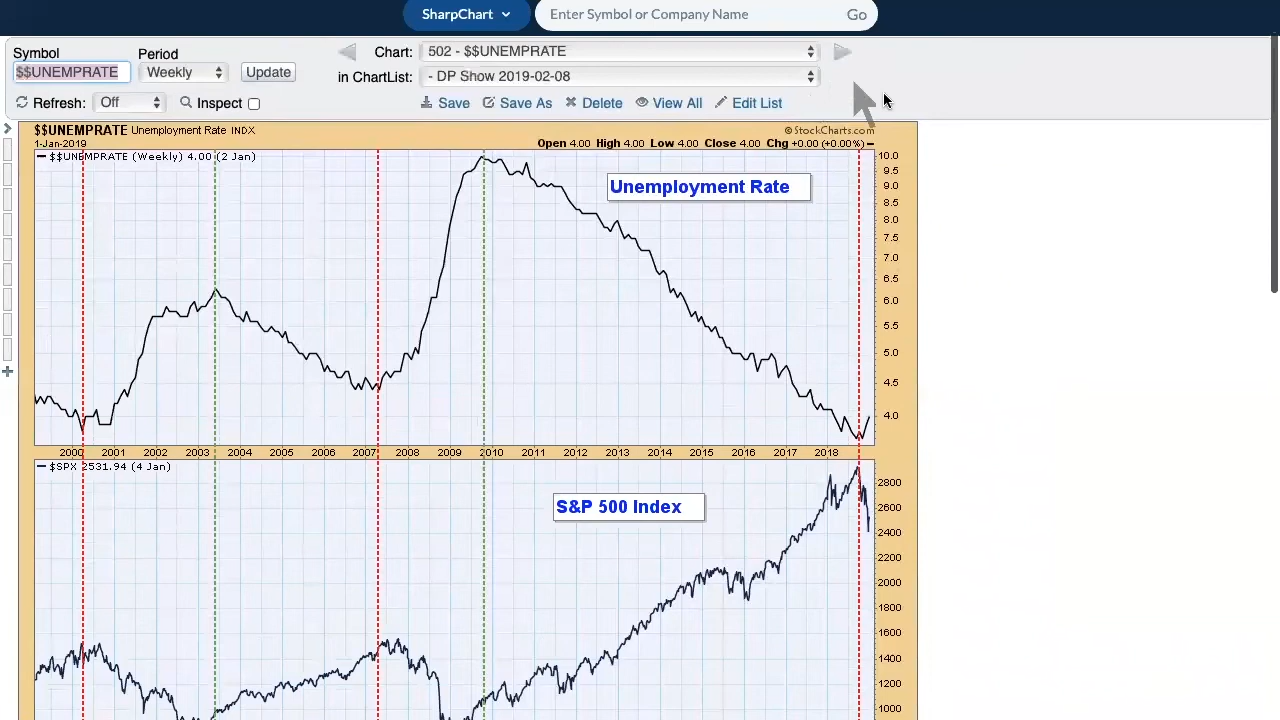 SharpChart
Enter Symbol or Company Name
Go
Symbol
Period
Chart: 502 - $$UNEMPRATE
$$UNEMPRATE Weekly Update
in ChartList: - DP Show 2019-02-08
Refresh: Off Inspect
Save Save As Delete View All Edit List
$$UNEMPRATE Unemployment Rate INDX
© StockCharts.com
1-Jan-2019
Open 4.00 High 4.00 Low 4.00 Close 4.00 Chg +0.00 (+0.00%)
$$UNEMPRATE (Weekly) 4.00 (2 Jan)
Unemployment Rate
10.0
9.5
9.0
8.5
8.0
7.5
7.0
6.5
6.0
5.5
5.0
4.5
4.0
2000 2001 2002 2003 2004 2005 2006 2007 2008 2009 2010 2011 2012 2013 2014 2015 2016 2017 2018
$SPX 2531.94 (4 Jan)
S&P 500 Index
2800
2600
2400
2200
2000
1800
1600
1400
1200
1000